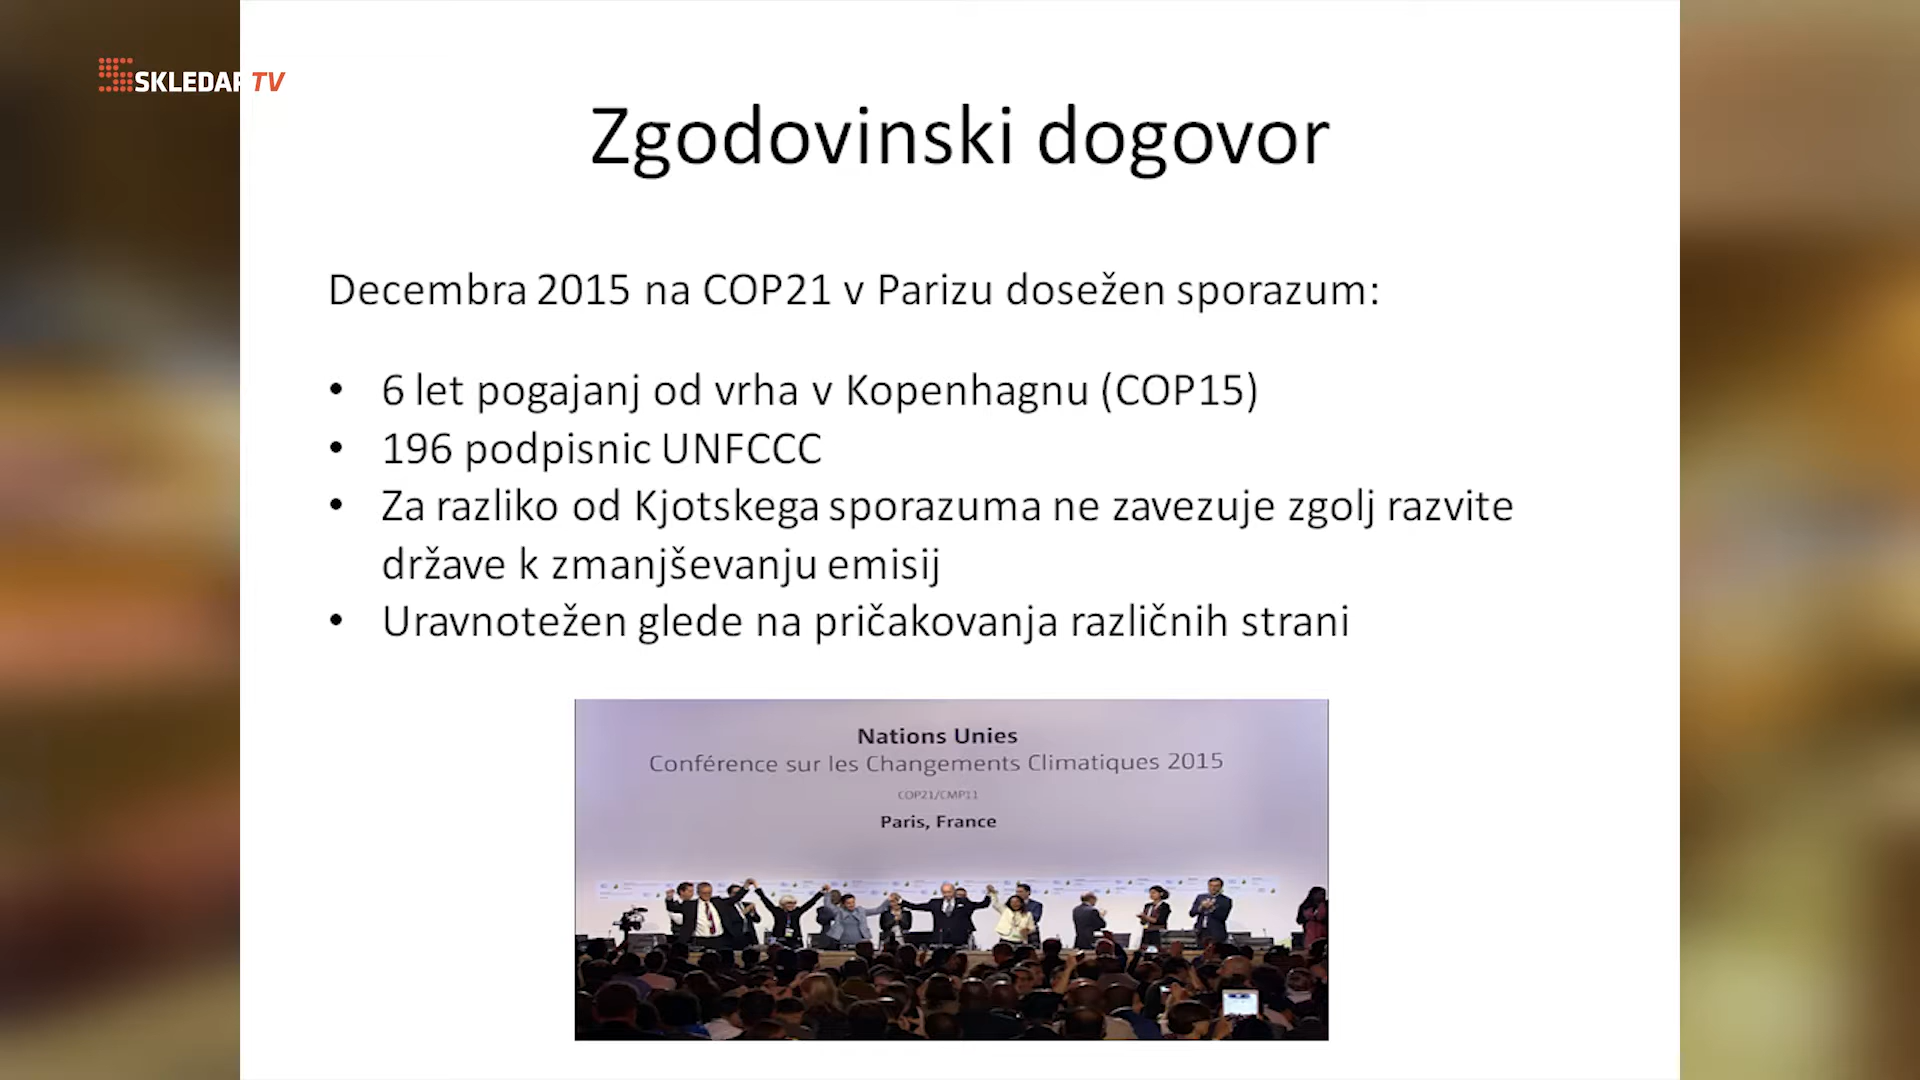 SKLEDAR TV
Zgodovinski dogovor
Decembra 2015 na COP21 v Parizu dosežen sporazum:
• 6 let pogajanj od vrha v Kopenhagnu (COP15)
• 196 podpisnic UNFCCC
• Za razliko od Kjotskega sporazuma ne zavezuje zgolj razvite
države k zmanjševanju emisij
• Uravnotežen glede na pričakovanja različnih strani
Nations Unies
Conférence sur les Changements Climatiques 2015
COP21/CMP11
Paris, France